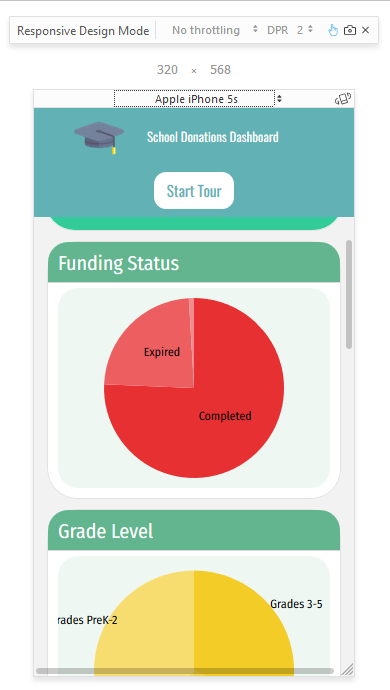 Responsive Design Mode No throttling DPR 2
320 × 568
Apple iPhone 5s
School Donations Dashboard
Start Tour
Funding Status
Expired
Completed
Grade Level
Grades 3-5
rades PreK-2